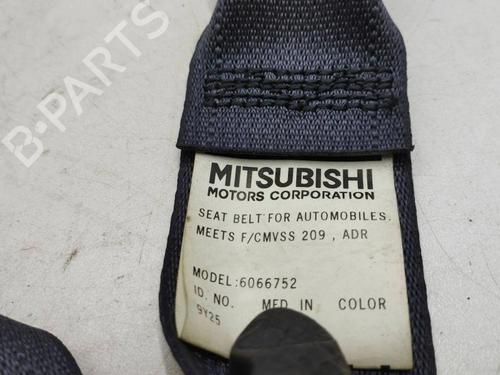 B-PARTS
MITSUBISHI
MOTORS CORPORATION
SEAT BELT FOR AUTOMOBILES.
MEETS F/CMVSS 209 , ADR
MODEL:6066752
ID. NO. MFD IN COLOR
9Y25